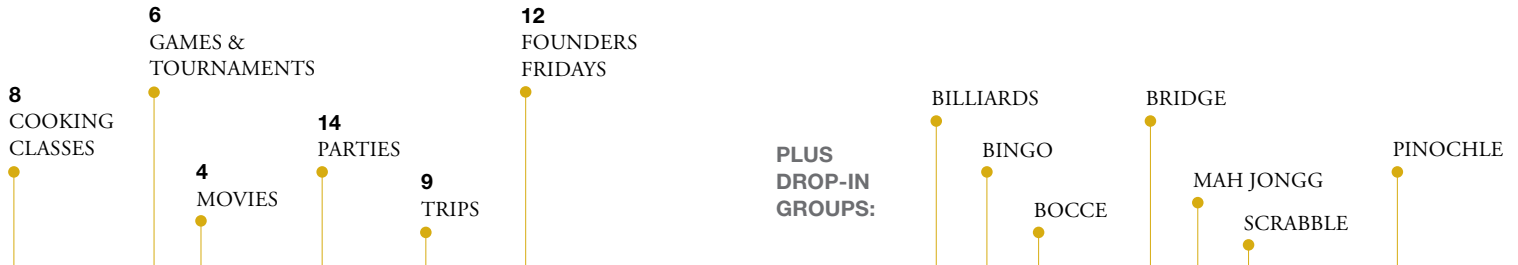 8
COOKING
CLASSES
6
GAMES &
TOURNAMENTS
4
MOVIES
14
PARTIES
9
TRIPS
12
FOUNDERS
FRIDAYS
PLUS
DROP-IN
GROUPS:
BILLIARDS
BINGO
BOCCE
BRIDGE
MAH JONGG
SCRABBLE
PINOCHLE